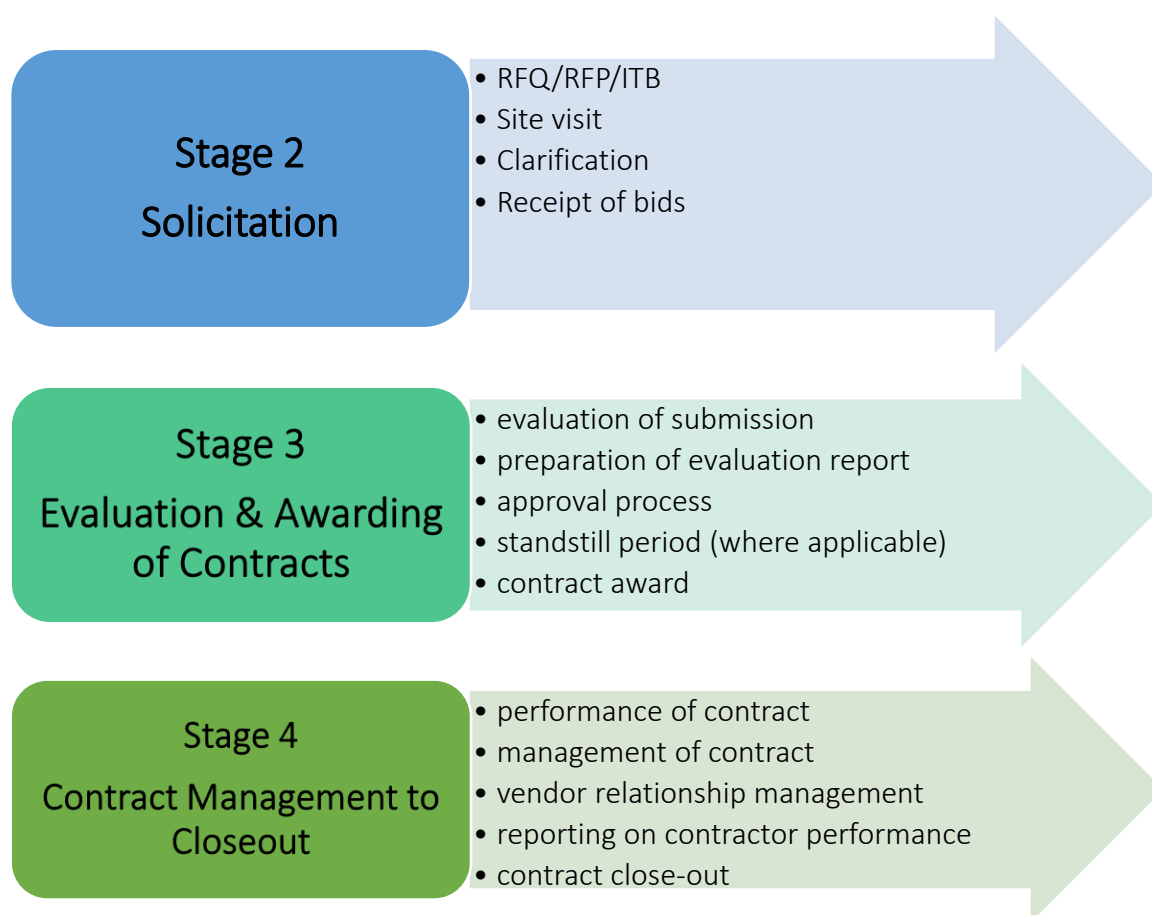 Stage 2
Solicitation
• RFQ/RFP/ITB
• Site visit
• Clarification
• Receipt of bids
Stage 3
Evaluation & Awarding
of Contracts
• evaluation of submission
• preparation of evaluation report
• approval process
• standstill period (where applicable)
• contract award
Stage 4
Contract Management to
Closeout
• performance of contract
• management of contract
• vendor relationship management
• reporting on contractor performance
• contract close-out